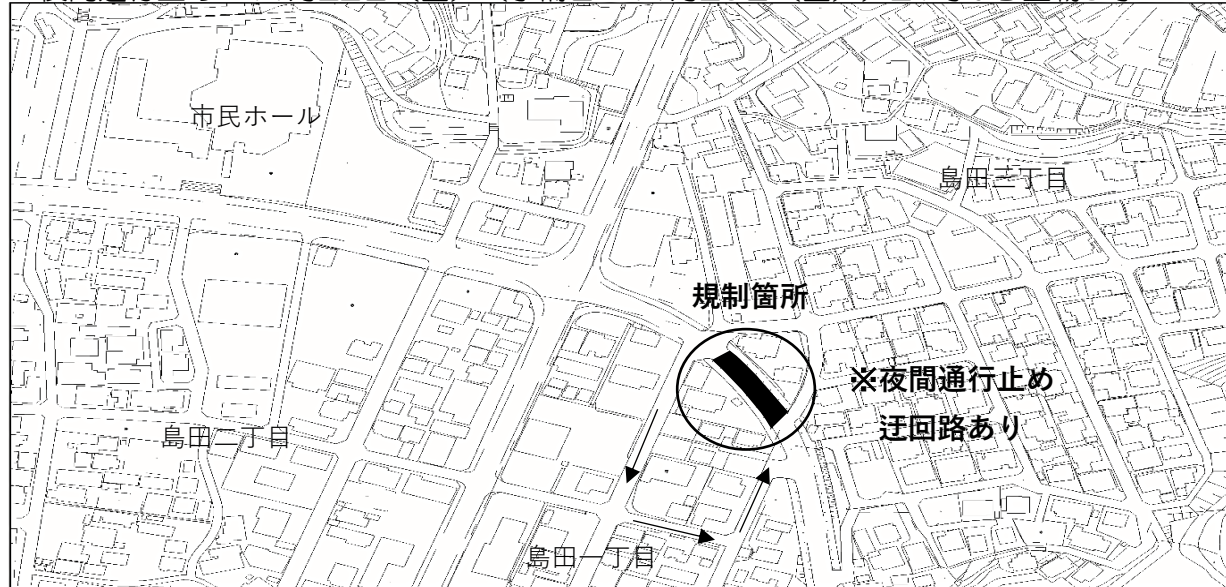 市民ホール
島田三丁目
規制箇所
※夜間通行止め
迂回路あり
島田二丁目
島田一丁目